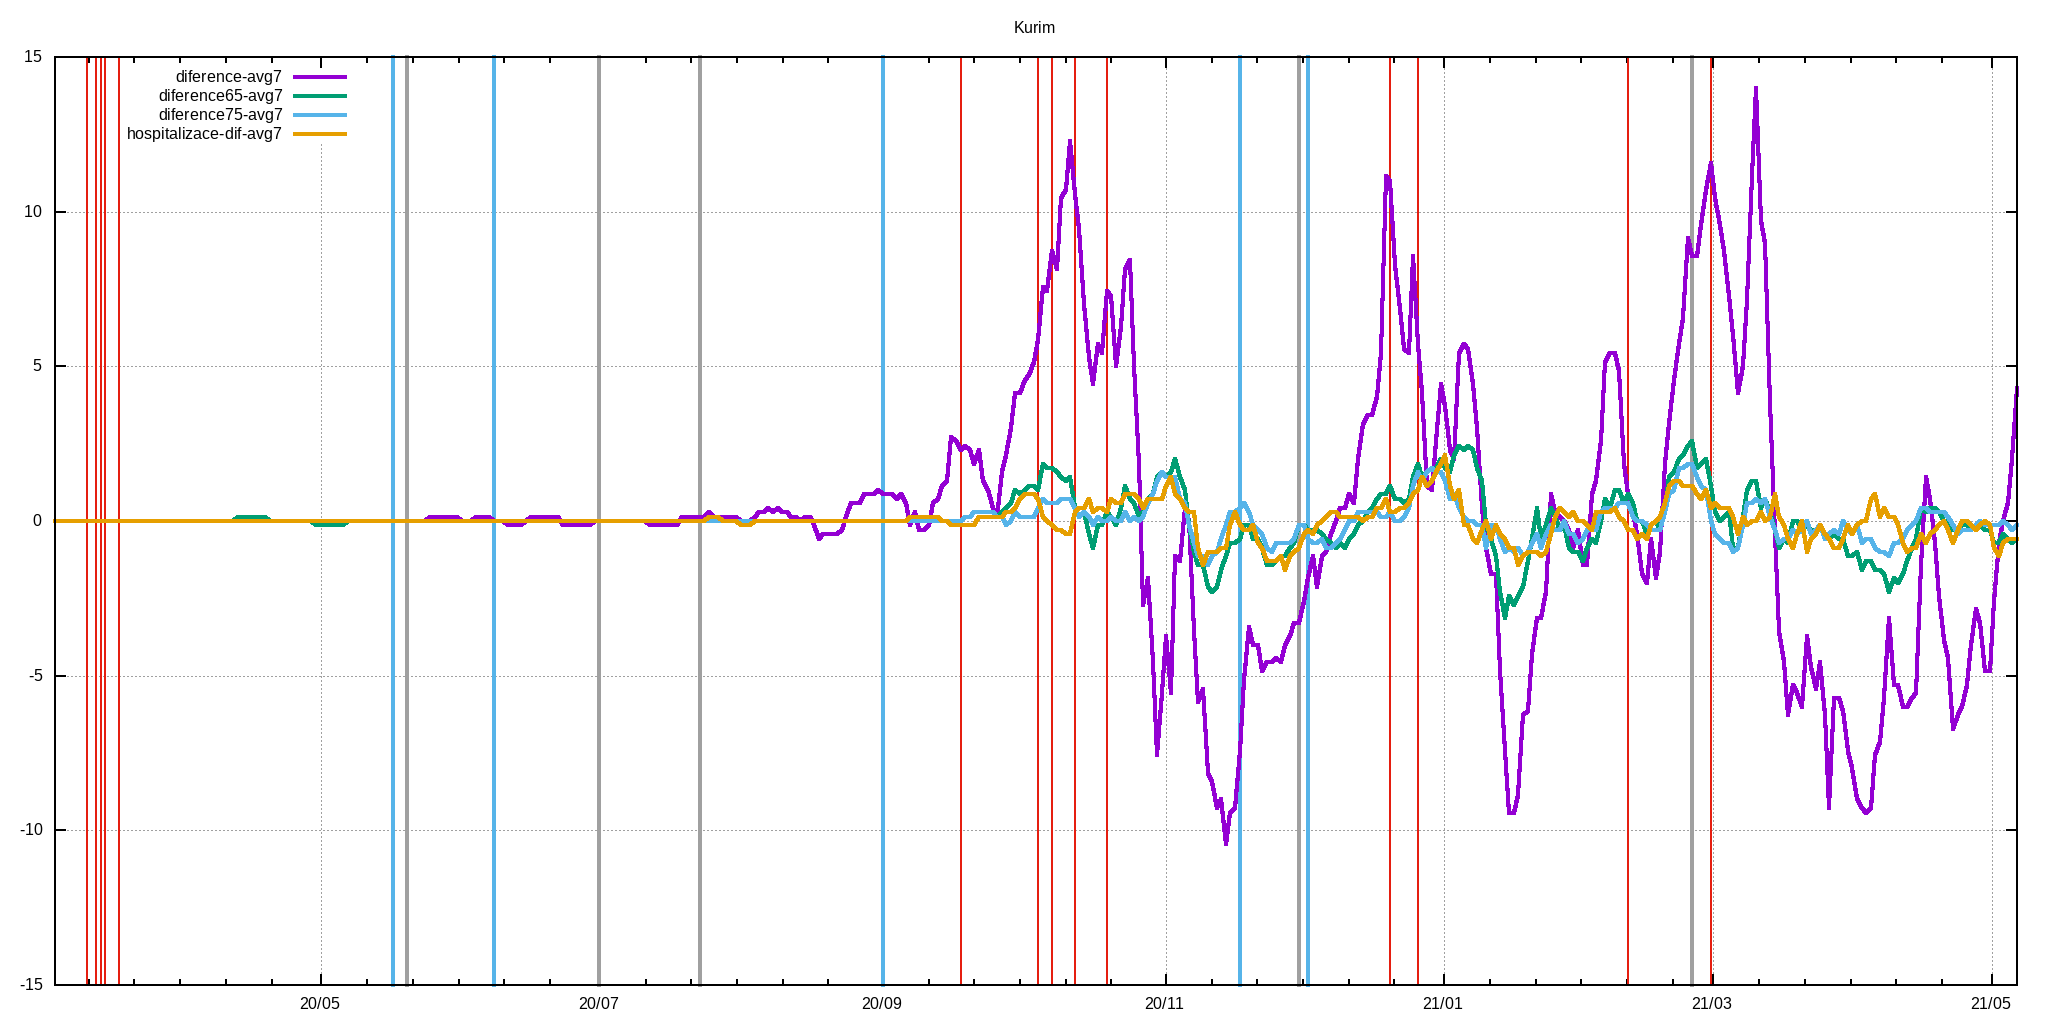 Kurim
15
diference-avg7
diference65-avg7
diference75-avg7
hospitalizace-dif-avg7
10
5
0
-5
-10
-15
20/05 20/07 20/09 20/11 21/01 21/03 21/05